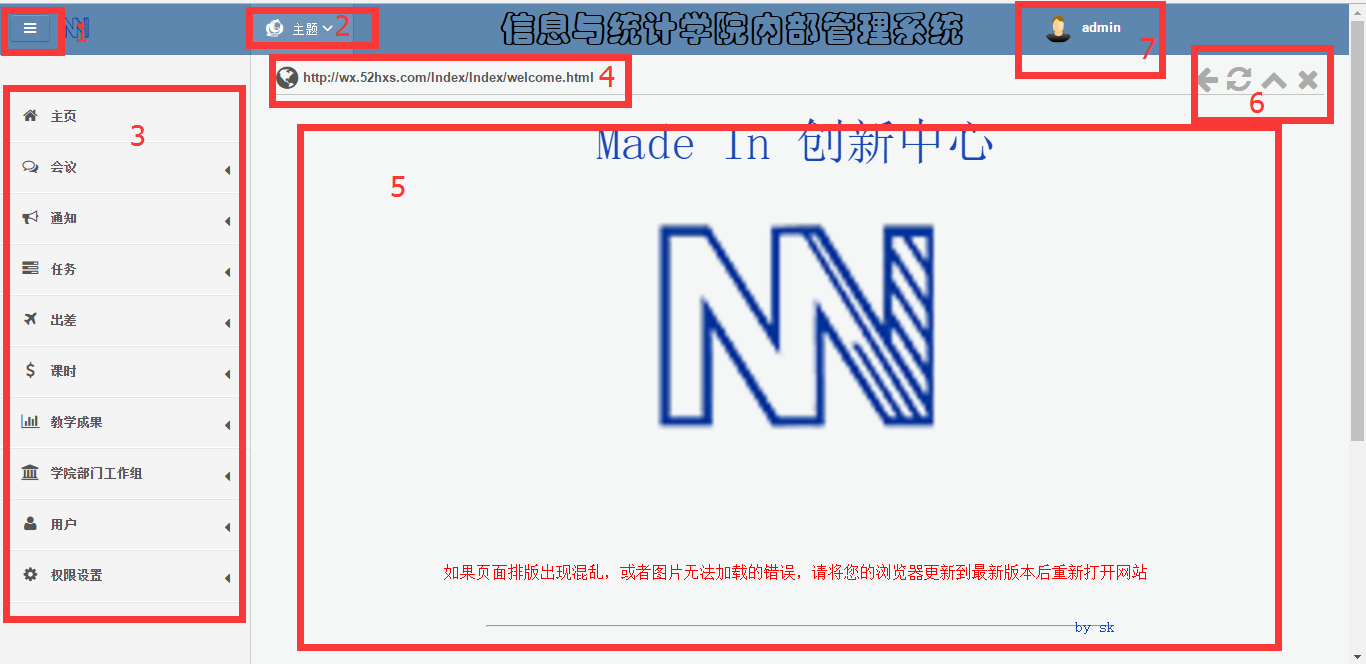 1
主题 2
信息与统计学院内部管理系统
admin
7
http://wx.52hxs.com/Index/Index/welcome.html 4
6
3
主页
会议
通知
任务
出差
课时
教学成果
学院部门工作组
用户
权限设置
Made In 创新中心
5
如果页面排版出现混乱，或者图片无法加载的错误，请将您的浏览器更新到最新版本后重新打开网站
by sk